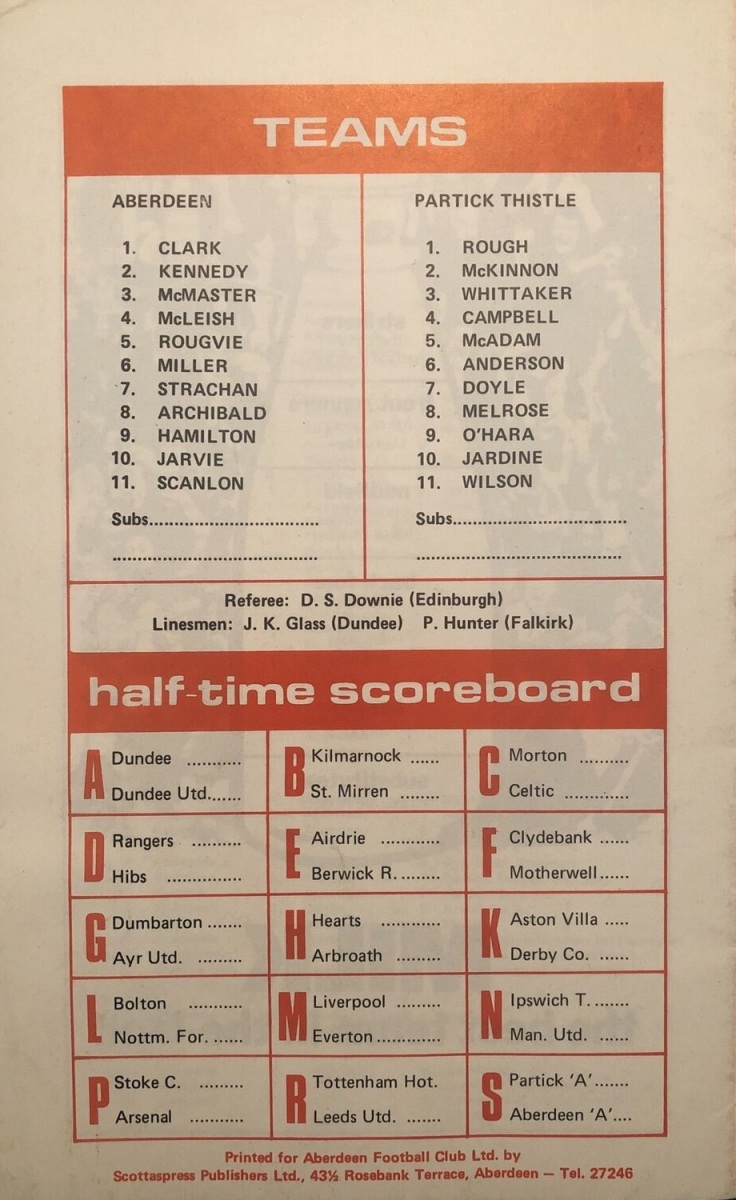 TEAMS
ABERDEEN
1. CLARK
2. KENNEDY
3. McMASTER
4. McLEISH
5. ROUGVIE
6. MILLER
7. STRACHAN
8. ARCHIBALD
9. HAMILTON
10. JARVIE
11. SCANLON
Subs..................................
.........................................
PARTICK THISTLE
1. ROUGH
2. McKINNON
3. WHITTAKER
4. CAMPBELL
5. McADAM
6. ANDERSON
7. DOYLE
8. MELROSE
9. O'HARA
10. JARDINE
11. WILSON
Subs...................................
.........................................
Referee: D. S. Downie (Edinburgh)
Linesmen: J. K. Glass (Dundee) P. Hunter (Falkirk)
half-time scoreboard
A
Dundee ...........
Dundee Utd.......
B
Kilmarnock ......
St. Mirren ........
C
Morton ..........
Celtic .............
D
Rangers ..........
Hibs ...............
E
Airdrie ............
Berwick R. ........
F
Clydebank ......
Motherwell......
G
Dumbarton .......
Ayr Utd. .........
H
Hearts ............
Arbroath .........
K
Aston Villa .....
Derby Co. ......
L
Bolton ...........
Nottm. For. ......
M
Liverpool .........
Everton.............
N
Ipswich T. .......
Man. Utd. ......
P
Stoke C. .........
Arsenal ...........
R
Tottenham Hot.
Leeds Utd. .......
S
Partick 'A'.......
Aberdeen 'A'....
Printed for Aberdeen Football Club Ltd. by
Scottaspress Publishers Ltd., 43½ Rosebank Terrace, Aberdeen — Tel. 27246